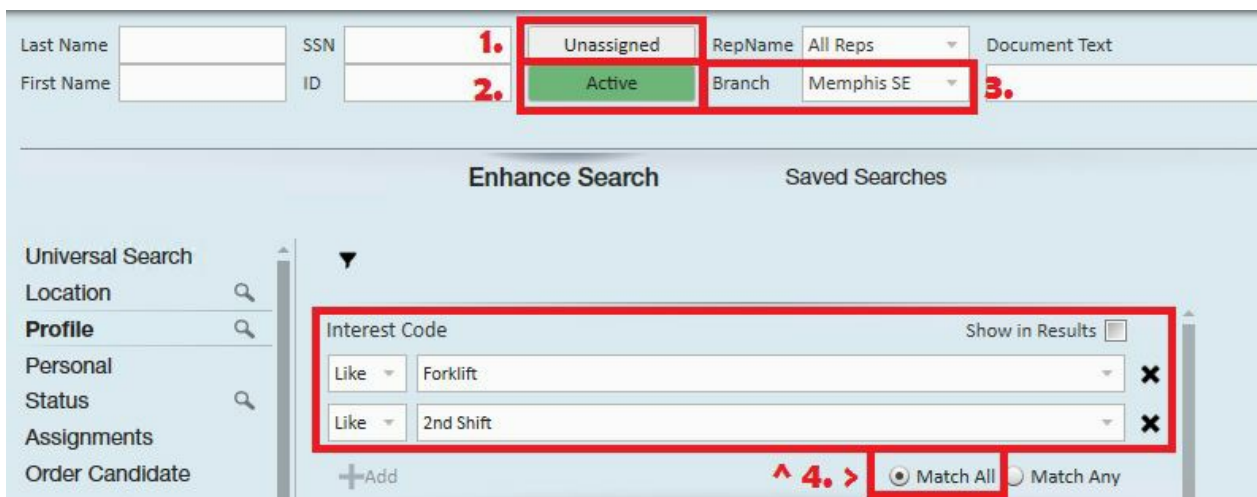 Last Name SSN 1. Unassigned RepName All Reps Document Text
First Name ID 2. Active Branch Memphis SE 3.
Enhance Search Saved Searches
Universal Search
Location
Profile
Personal
Status
Assignments
Order Candidate
Interest Code Show in Results
Like Forklift
Like 2nd Shift
Add ^ 4. > Match All Match Any